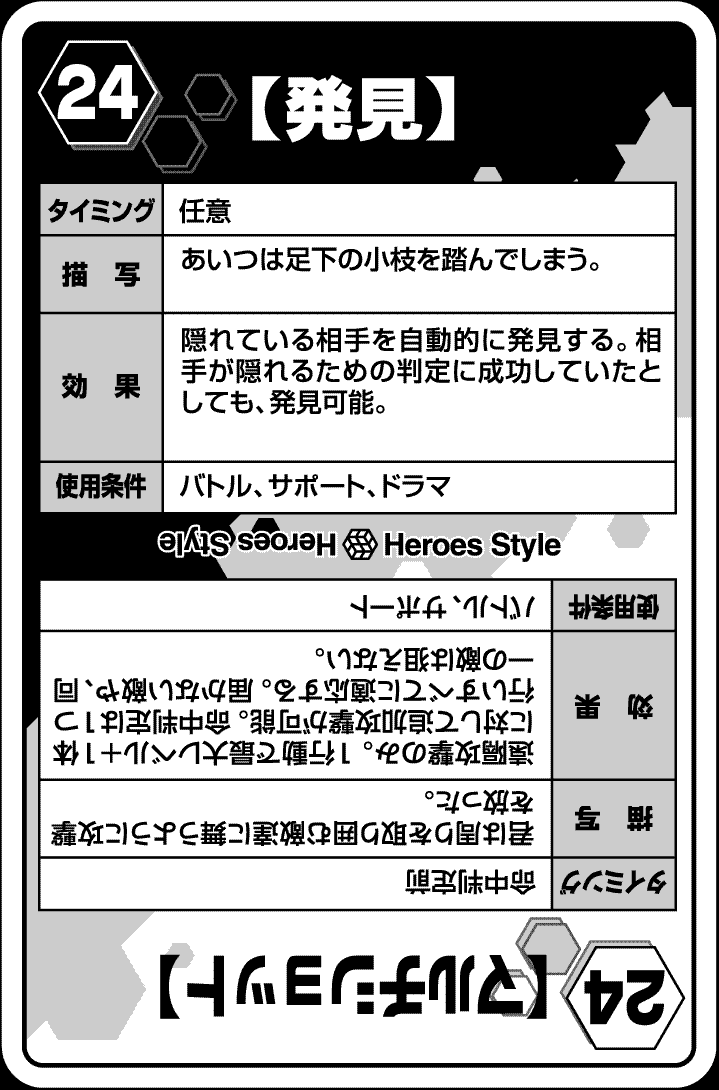 24
【発見】
タイミング 任意
描 写 あいつは足下の小枝を踏んでしまう。
効 果 隠れている相手を自動的に発見する。相
手が隠れるための判定に成功していたと
しても、発見可能。
使用条件 バトル、サポート、ドラマ
Heroes Style
Heroes Style
24
【マルチショット】
タイミング 命中判定前
描 写 君は周りを取り囲む敵達に舞うように攻撃
を放った。
効 果 遠隔攻撃のみ。1行動で最大レベル+1体
に対して追加攻撃が可能。命中判定は1つ
行いすべてに適応する。届かない敵や、同
一の敵は狙えない。
使用条件 バトル、サポート